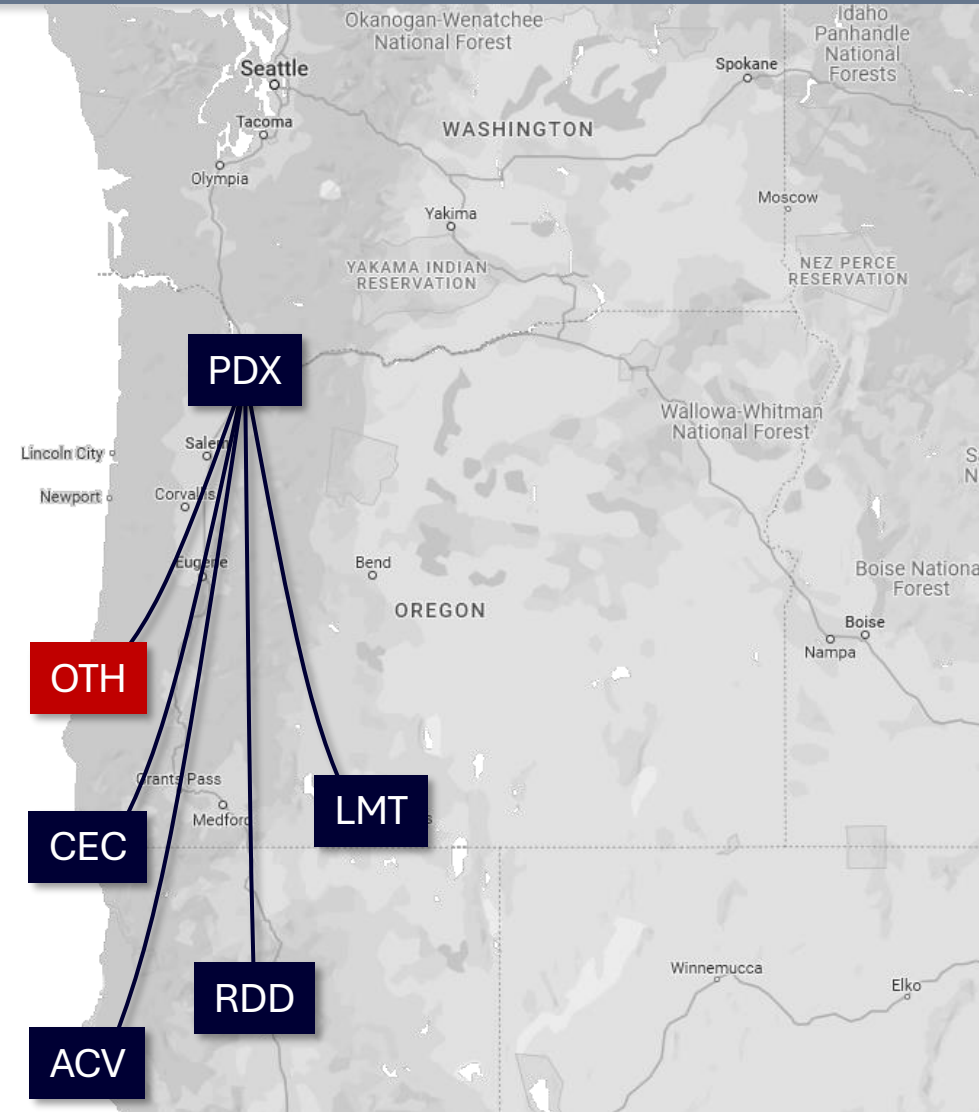 Okanogan-Wenatchee
National Forest
Idaho
Panhandle
National
Forests
Seattle
Spokane
Tacoma
WASHINGTON
Olympia
Moscow
Yakima
YAKAMA INDIAN
RESERVATION
NEZ PERCE
RESERVATION
PDX
Wallowa-Whitman
National Forest
Salem
Lincoln City
S
N
Newport
Corvallis
Eugene
Bend
Boise Nationa
Forest
OREGON
Boise
Nampa
OTH
Grants Pass
LMT
s
Medford
CEC
Winnemucca
Elko
RDD
ACV